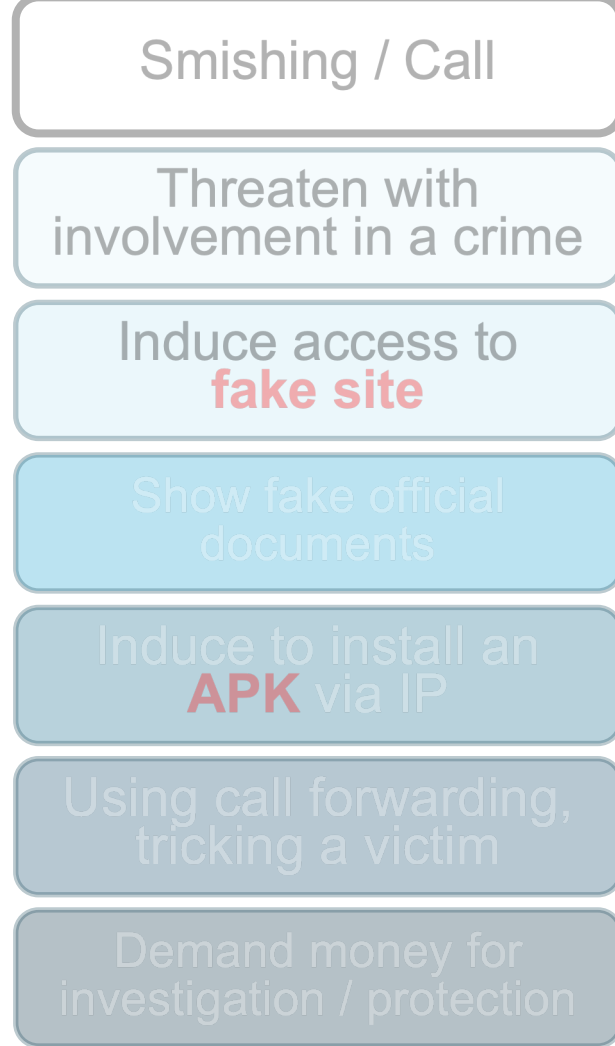 Smishing / Call
Threaten with
involvement in a crime
Induce access to
fake site
Show fake official
documents
Induce to install an
APK via IP
Using call forwarding,
tricking a victim
Demand money for
investigation / protection